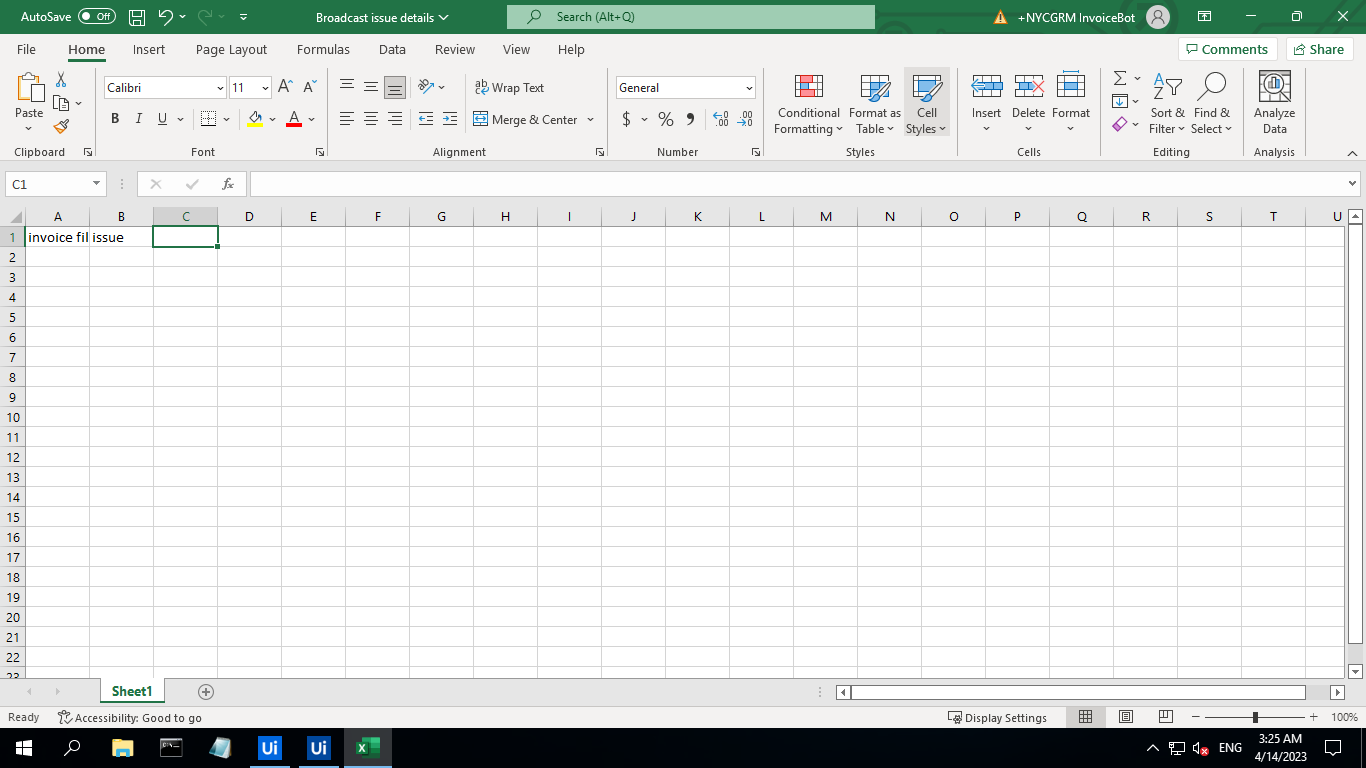 AutoSave Off Broadcast issue details Search (Alt+Q) +NYCGRM InvoiceBot
File Home Insert Page Layout Formulas Data Review View Help Comments Share
Paste
Clipboard
Calibri 11
B I U A
Font
Wrap Text
Merge & Center
Alignment
General
$ % 9
Number
Conditional Formatting
Format as Table
Cell Styles
Styles
Insert Delete Format
Cells
Sort & Filter
Find & Select
Editing
Analyze Data
Analysis
C1 fx
A B C D E F G H I J K L M N O P Q R S T U
1 invoice fil issue
2
3
4
5
6
7
8
9
10
11
12
13
14
15
16
17
18
19
20
21
22
23
Sheet1
Ready Accessibility: Good to go Display Settings 100%
Ui Ui ENG 3:25 AM
4/14/2023